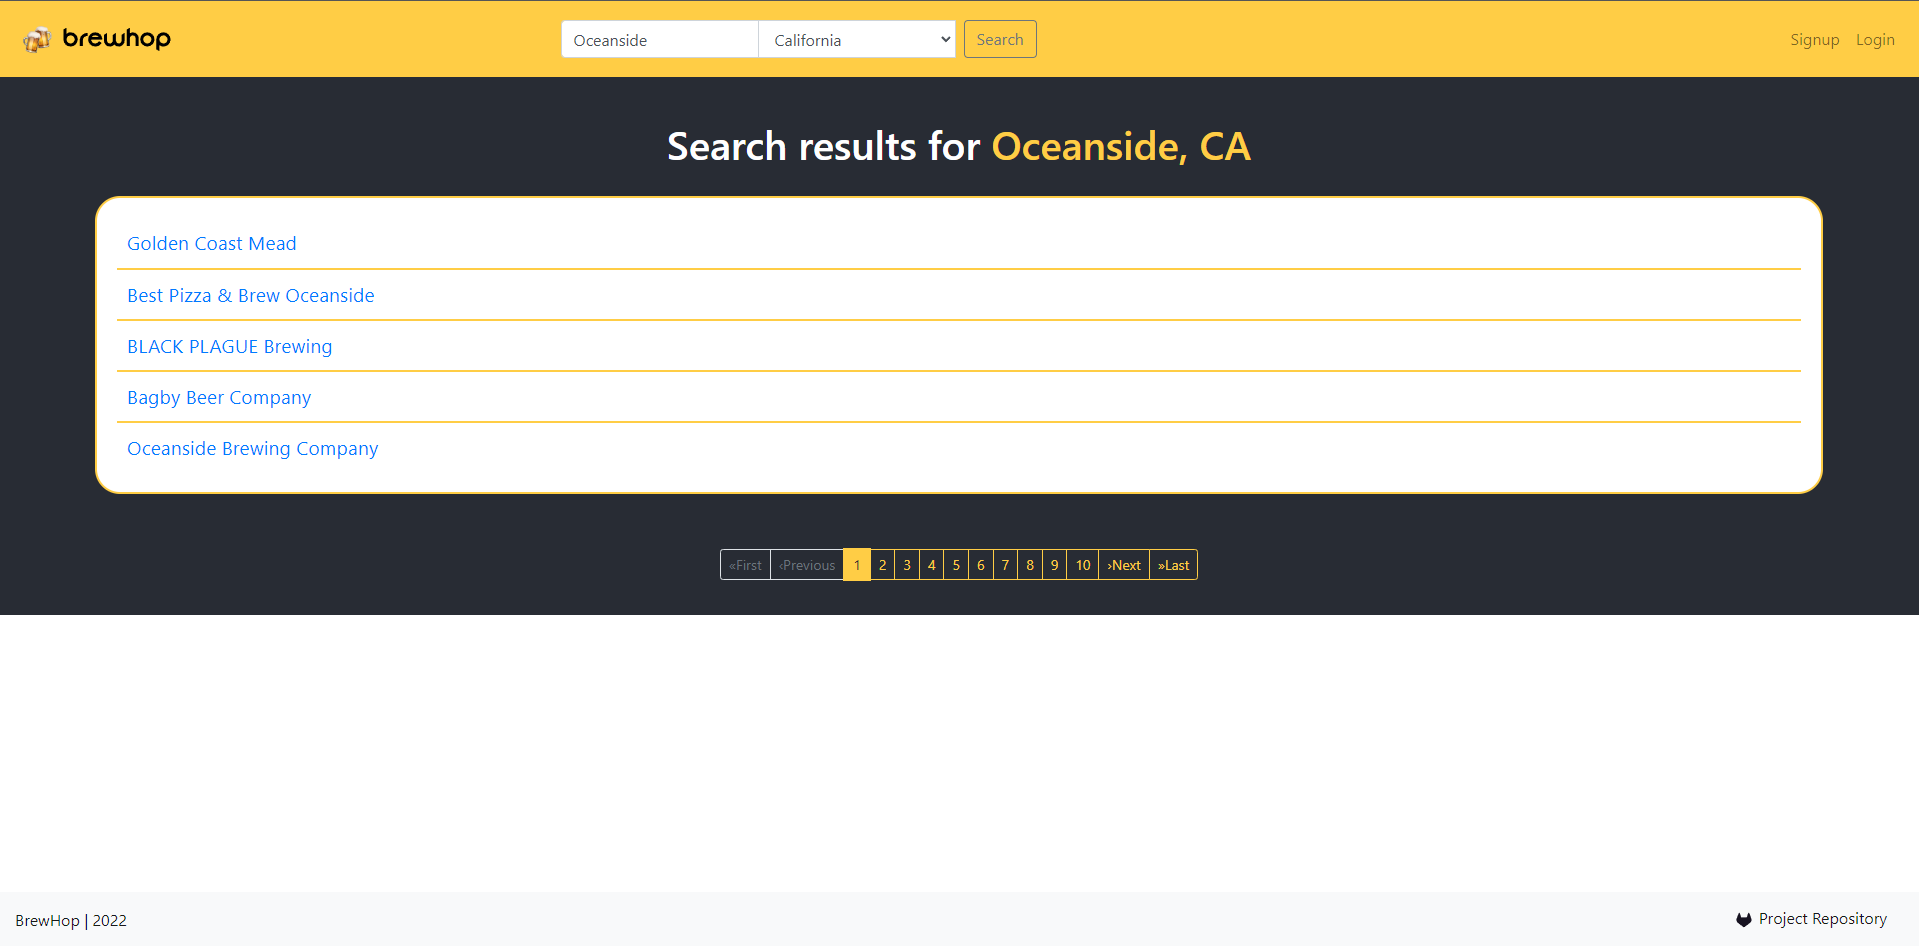 brewhop Oceanside California Search Signup Login
Search results for Oceanside, CA
Golden Coast Mead
Best Pizza & Brew Oceanside
BLACK PLAGUE Brewing
Bagby Beer Company
Oceanside Brewing Company
«First ‹Previous 1 2 3 4 5 6 7 8 9 10 ›Next »Last
BrewHop | 2022 Project Repository